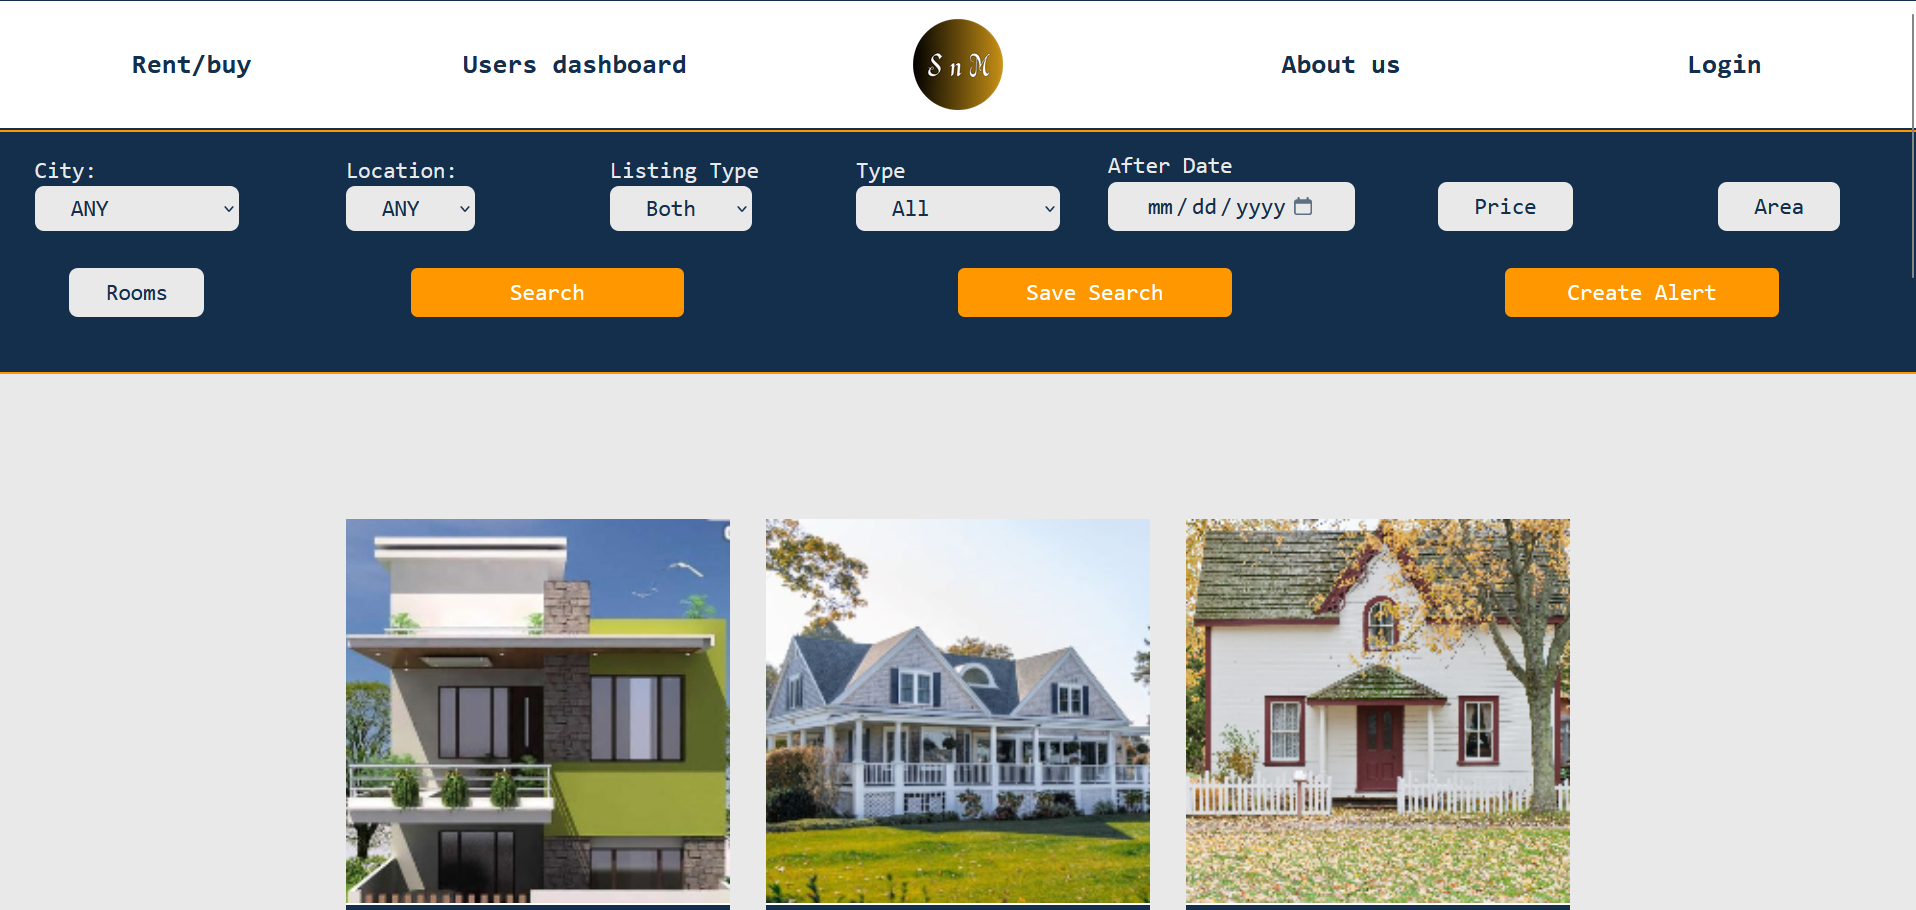 Rent/buy
Users dashboard
S n M
About us
Login
City:
ANY
Location:
ANY
Listing Type
Both
Type
All
After Date
mm/dd/yyyy
Price
Area
Rooms
Search
Save Search
Create Alert